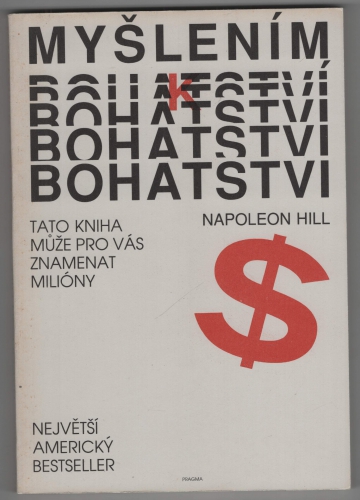 MYŠLENÍM
K
BOHATSTVÍ
BOHATSTVÍ
BOHATSTVÍ
BOHATSTVÍ
NAPOLEON HILL
TATO KNIHA
MŮŽE PRO VÁS
ZNAMENAT
MILIÓNY
$
NEJVĚTŠÍ
AMERICKÝ
BESTSELLER
PRAGMA